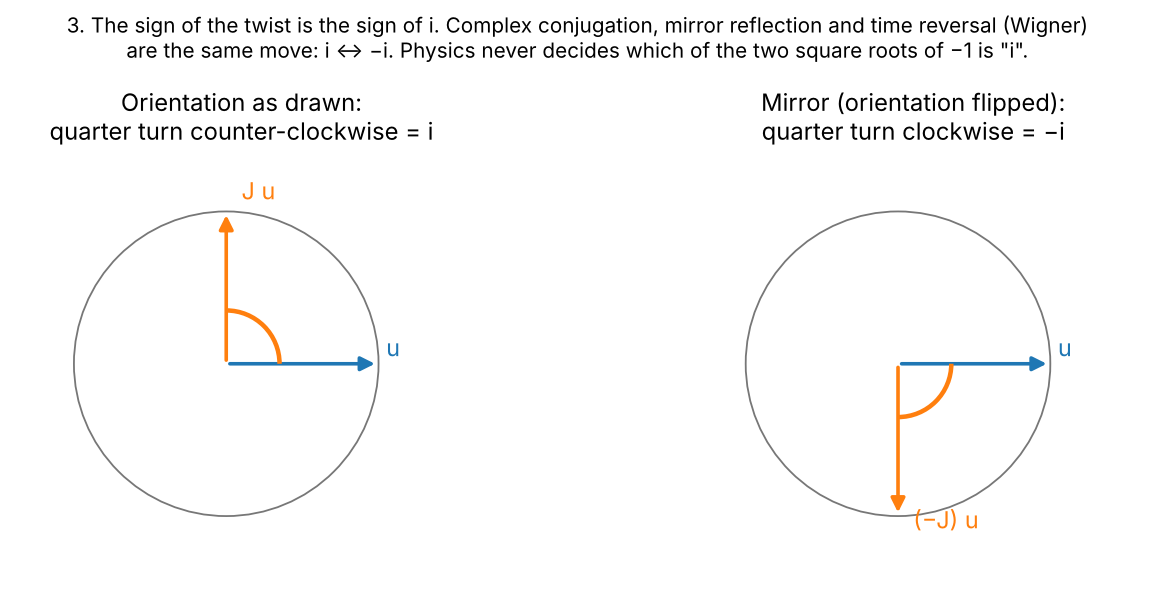 3. The sign of the twist is the sign of i. Complex conjugation, mirror reflection and time reversal (Wigner)
are the same move: i ↔ −i. Physics never decides which of the two square roots of −1 is "i".
Orientation as drawn:
quarter turn counter-clockwise = i
Mirror (orientation flipped):
quarter turn clockwise = −i
J u
u
u
(−J) u